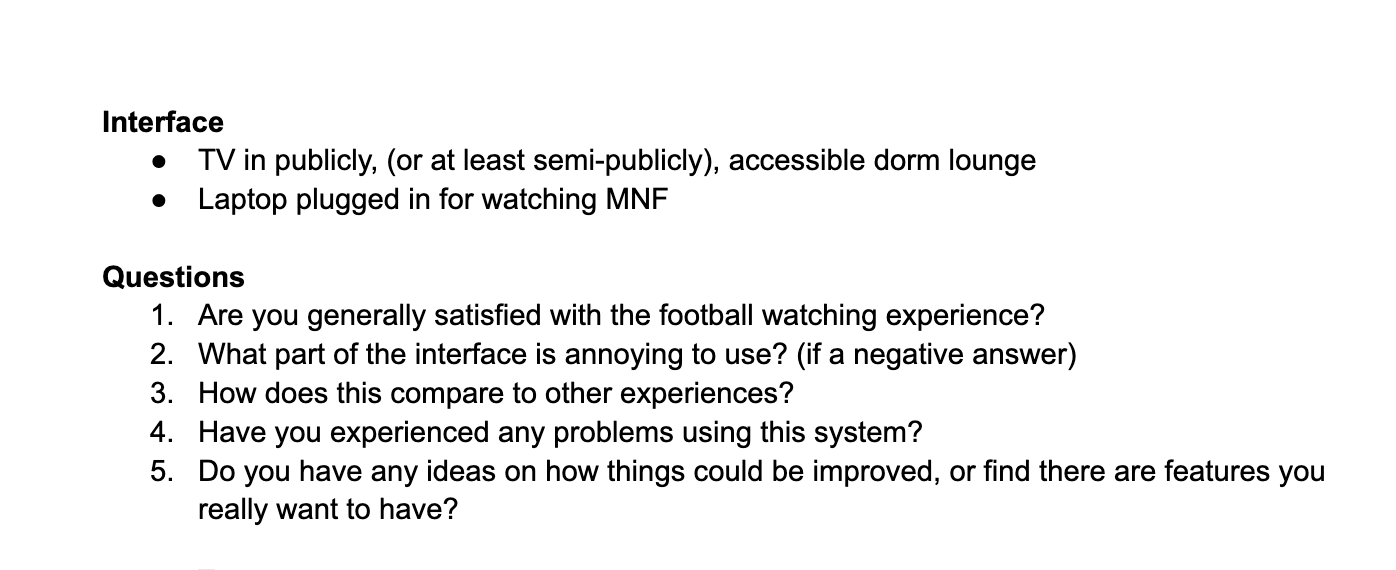 Interface
● TV in publicly, (or at least semi-publicly), accessible dorm lounge
● Laptop plugged in for watching MNF
Questions
1. Are you generally satisfied with the football watching experience?
2. What part of the interface is annoying to use? (if a negative answer)
3. How does this compare to other experiences?
4. Have you experienced any problems using this system?
5. Do you have any ideas on how things could be improved, or find there are features you
really want to have?